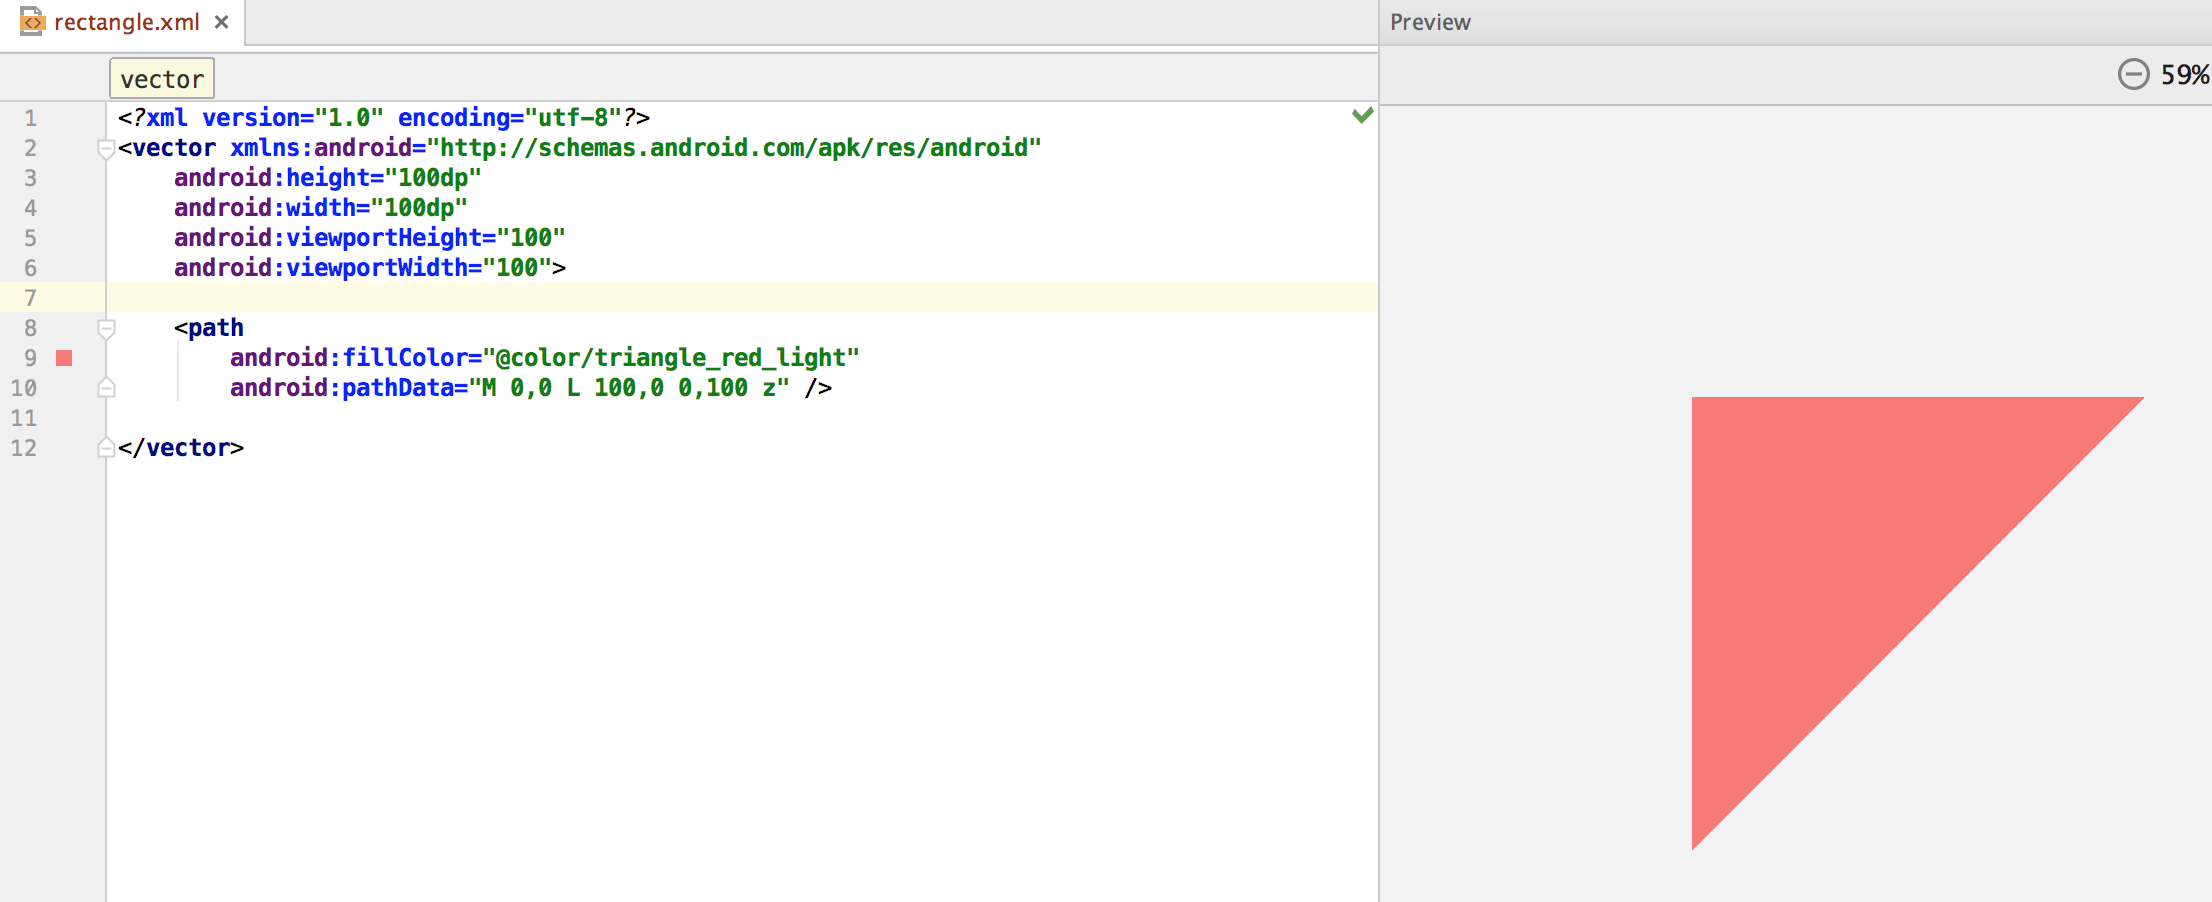 rectangle.xml
Preview
59%
vector
1 <?xml version="1.0" encoding="utf-8"?>
2 <vector xmlns:android="http://schemas.android.com/apk/res/android"
3     android:height="100dp"
4     android:width="100dp"
5     android:viewportHeight="100"
6     android:viewportWidth="100">
7
8     <path
9         android:fillColor="@color/triangle_red_light"
10         android:pathData="M 0,0 L 100,0 0,100 z" />
11
12 </vector>